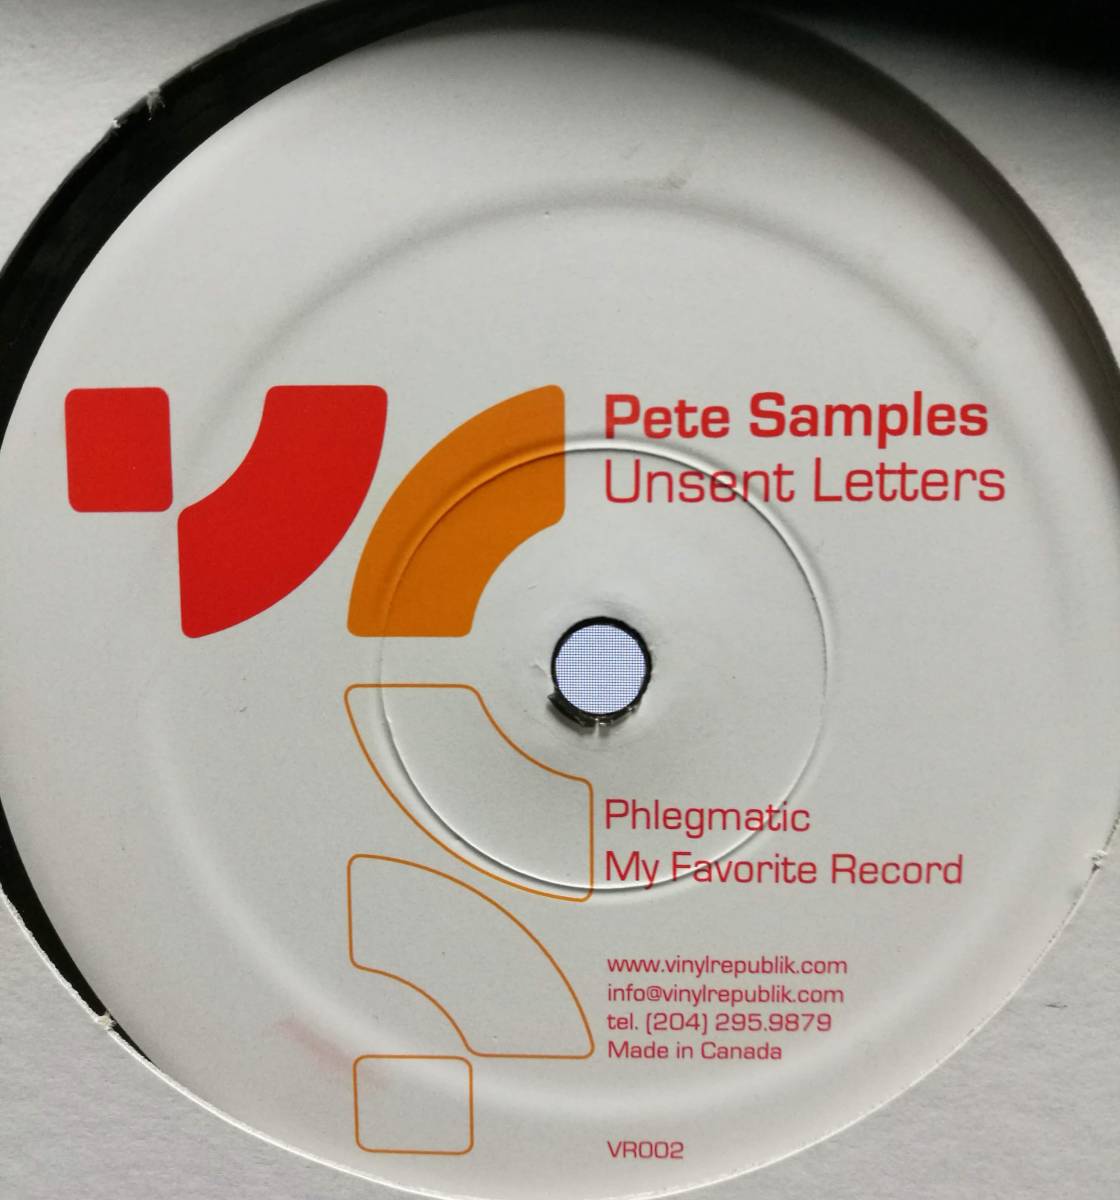 Pete Samples
Unsent Letters
Phlegmatic
My Favorite Record
www.vinylrepublik.com
info@vinylrepublik.com
tel. (204) 295.9879
Made in Canada
VR002